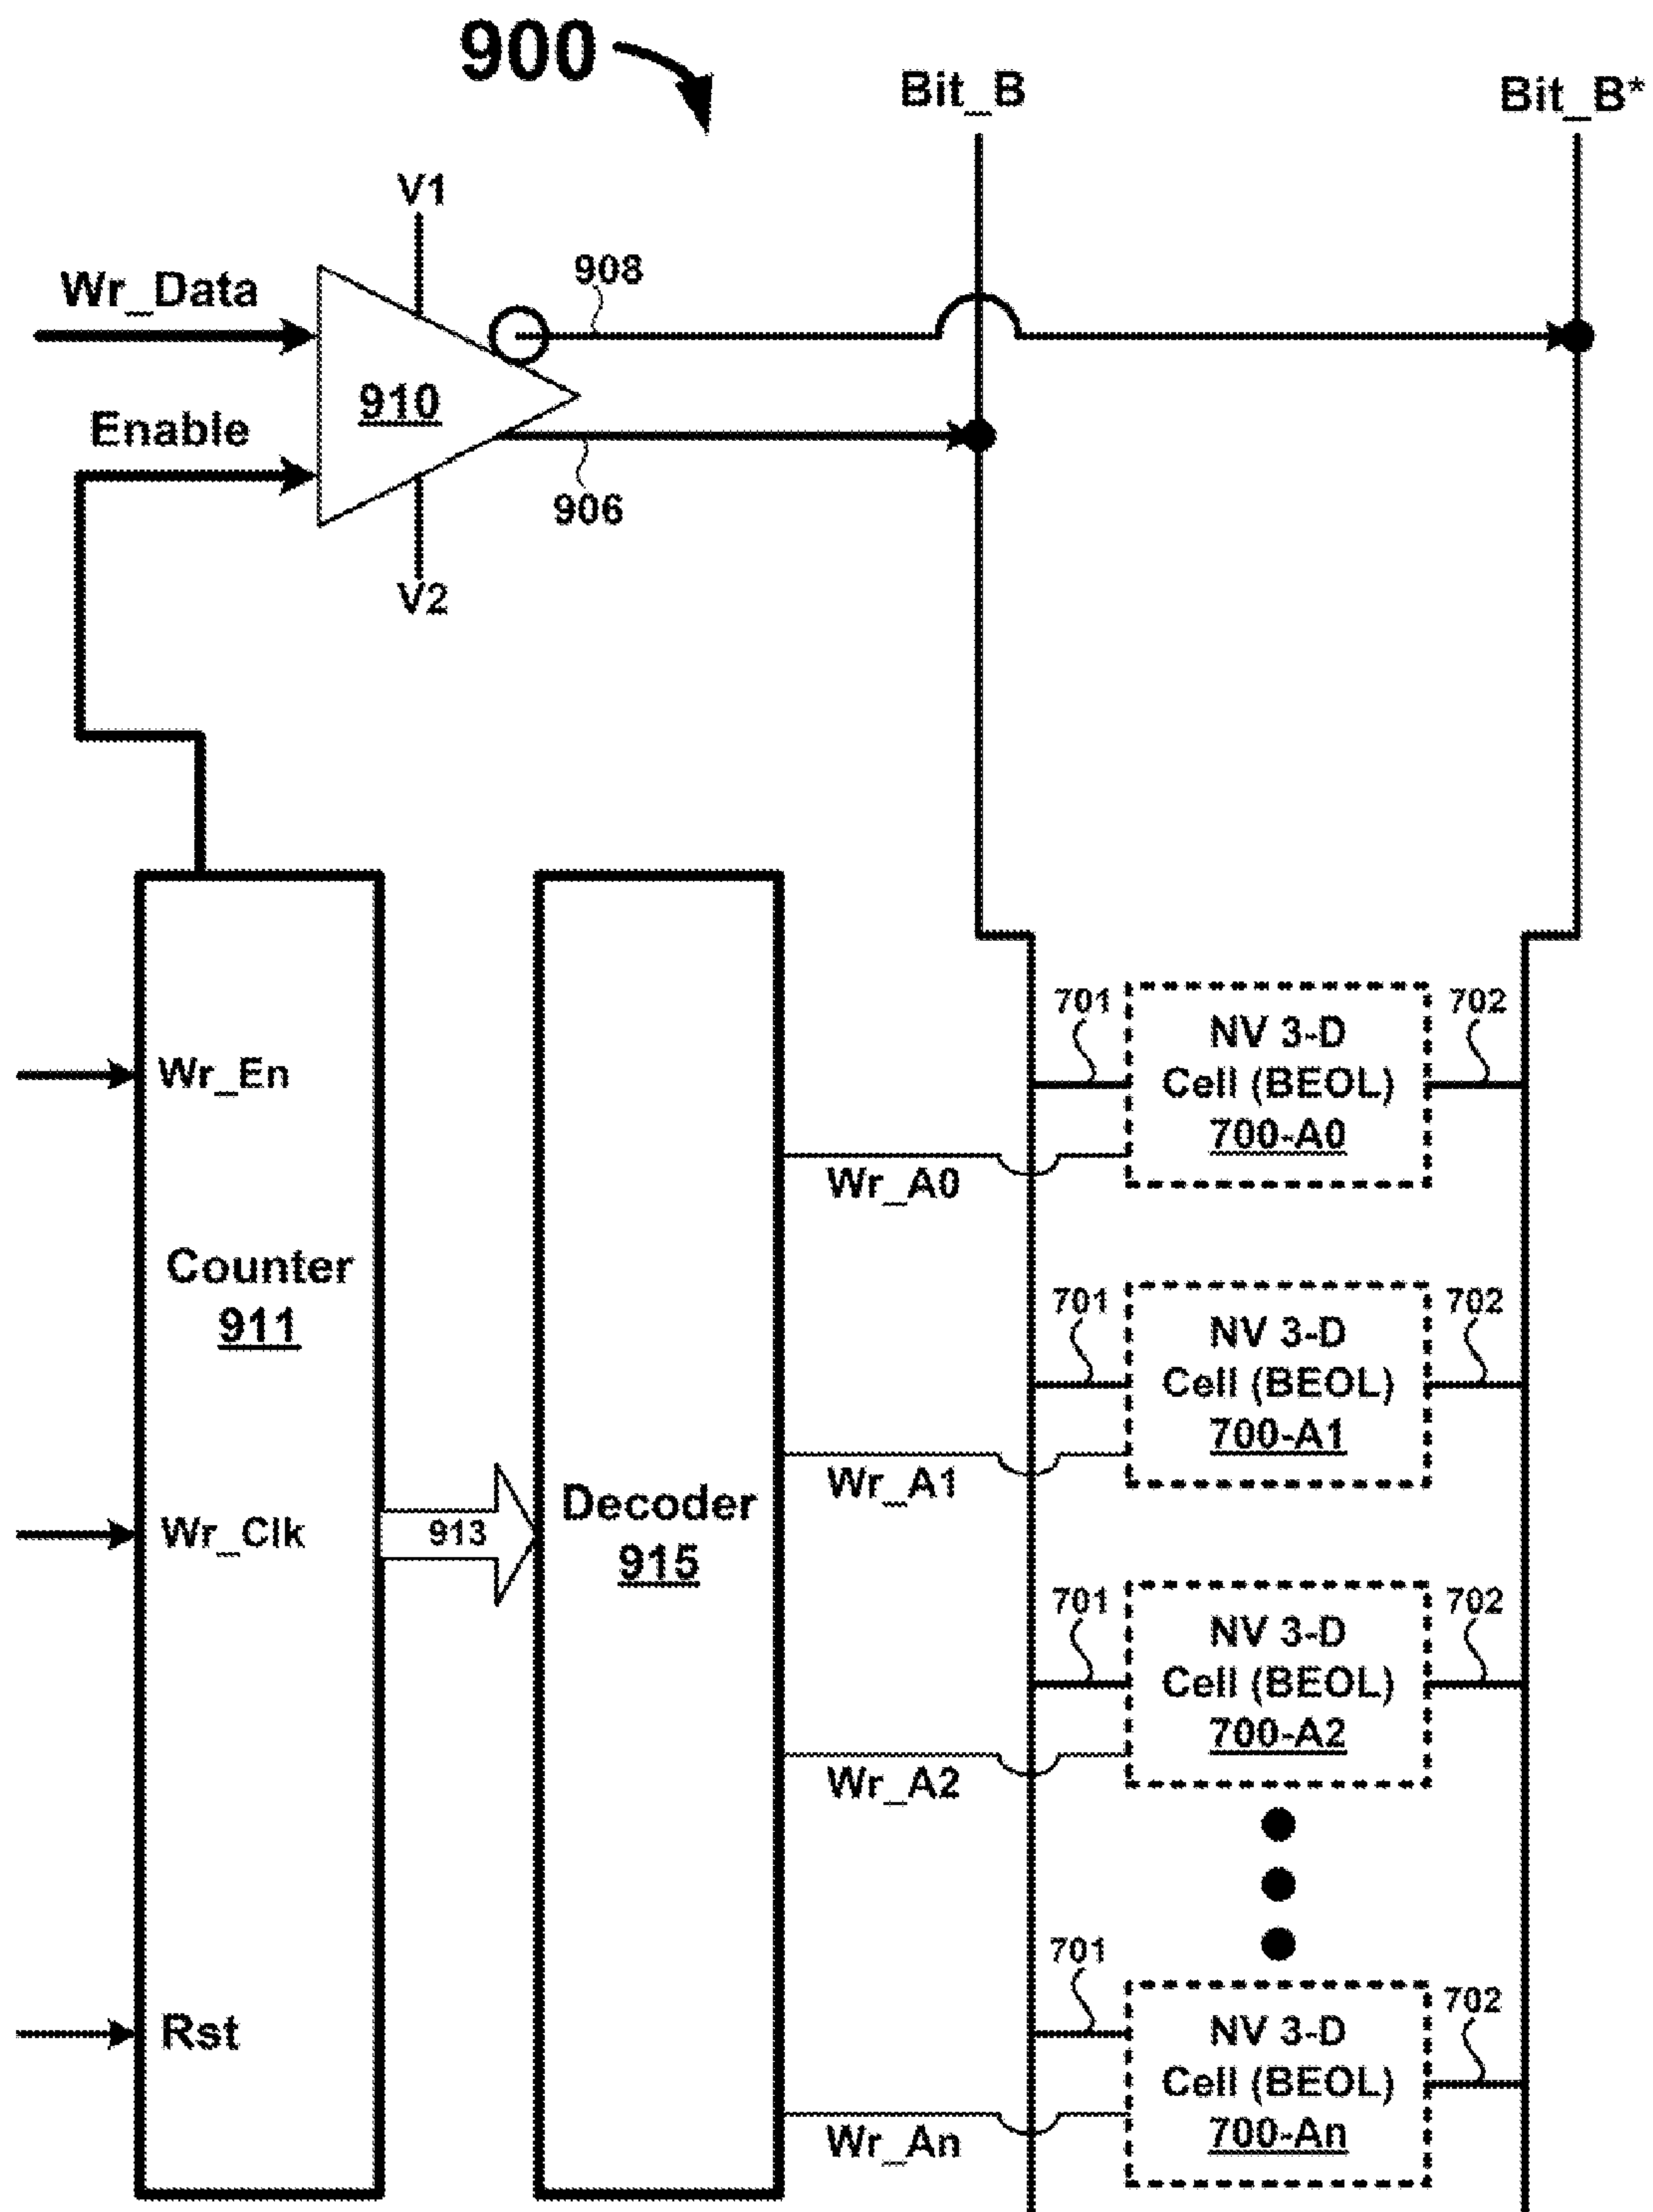 900
Bit_B
Bit_B*
V1
Wr_Data
908
910
Enable
906
V2
701
NV 3-D
Cell (BEOL)
700-A0
702
Wr_En
Wr_A0
Counter
911
701
NV 3-D
Cell (BEOL)
700-A1
702
Wr_A1
Wr_Clk
913
Decoder
915
701
NV 3-D
Cell (BEOL)
700-A2
702
Wr_A2
701
NV 3-D
Cell (BEOL)
700-An
702
Rst
Wr_An